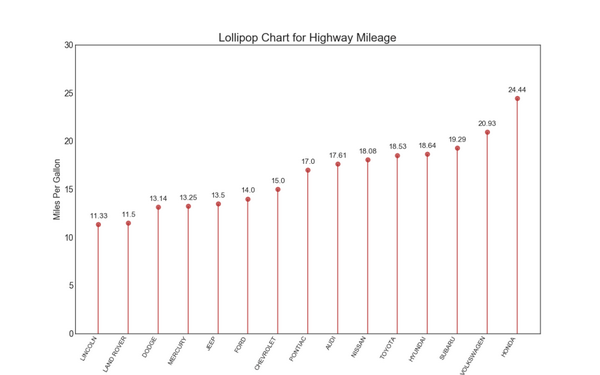 Lollipop Chart for Highway Mileage
Miles Per Gallon
30
25
20
15
10
5
0
11.33
11.5
13.14
13.25
13.5
14.0
15.0
17.0
17.61
18.08
18.53
18.64
19.29
20.93
24.44
LINCOLN
LAND ROVER
DODGE
MERCURY
JEEP
FORD
CHEVROLET
PONTIAC
AUDI
NISSAN
TOYOTA
HYUNDAI
SUBARU
VOLKSWAGEN
HONDA